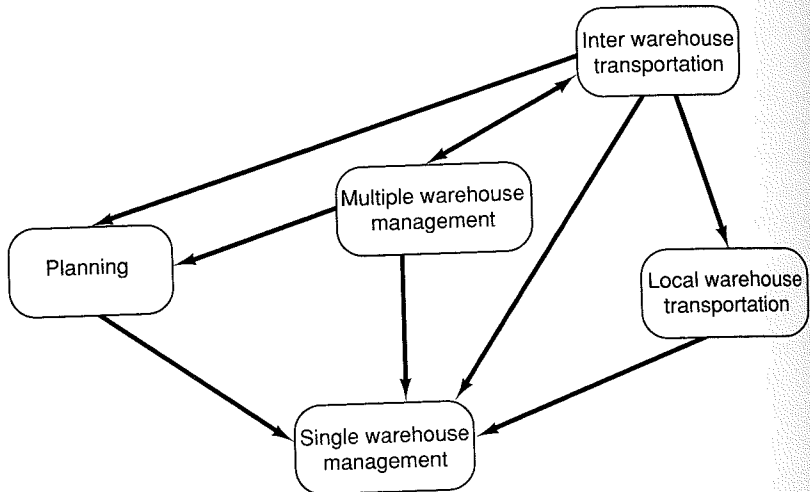 Inter warehouse
transportation
Multiple warehouse
management
Planning
Local warehouse
transportation
Single warehouse
management